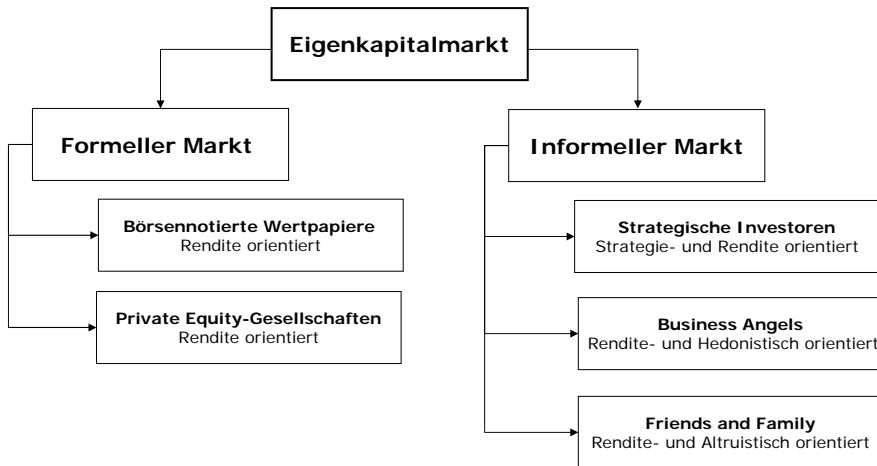 Eigenkapitalmarkt
Formeller Markt
Börsennotierte Wertpapiere
Rendite orientiert
Private Equity-Gesellschaften
Rendite orientiert
Informeller Markt
Strategische Investoren
Strategie- und Rendite orientiert
Business Angels
Rendite- und Hedonistisch orientiert
Friends and Family
Rendite- und Altruistisch orientiert